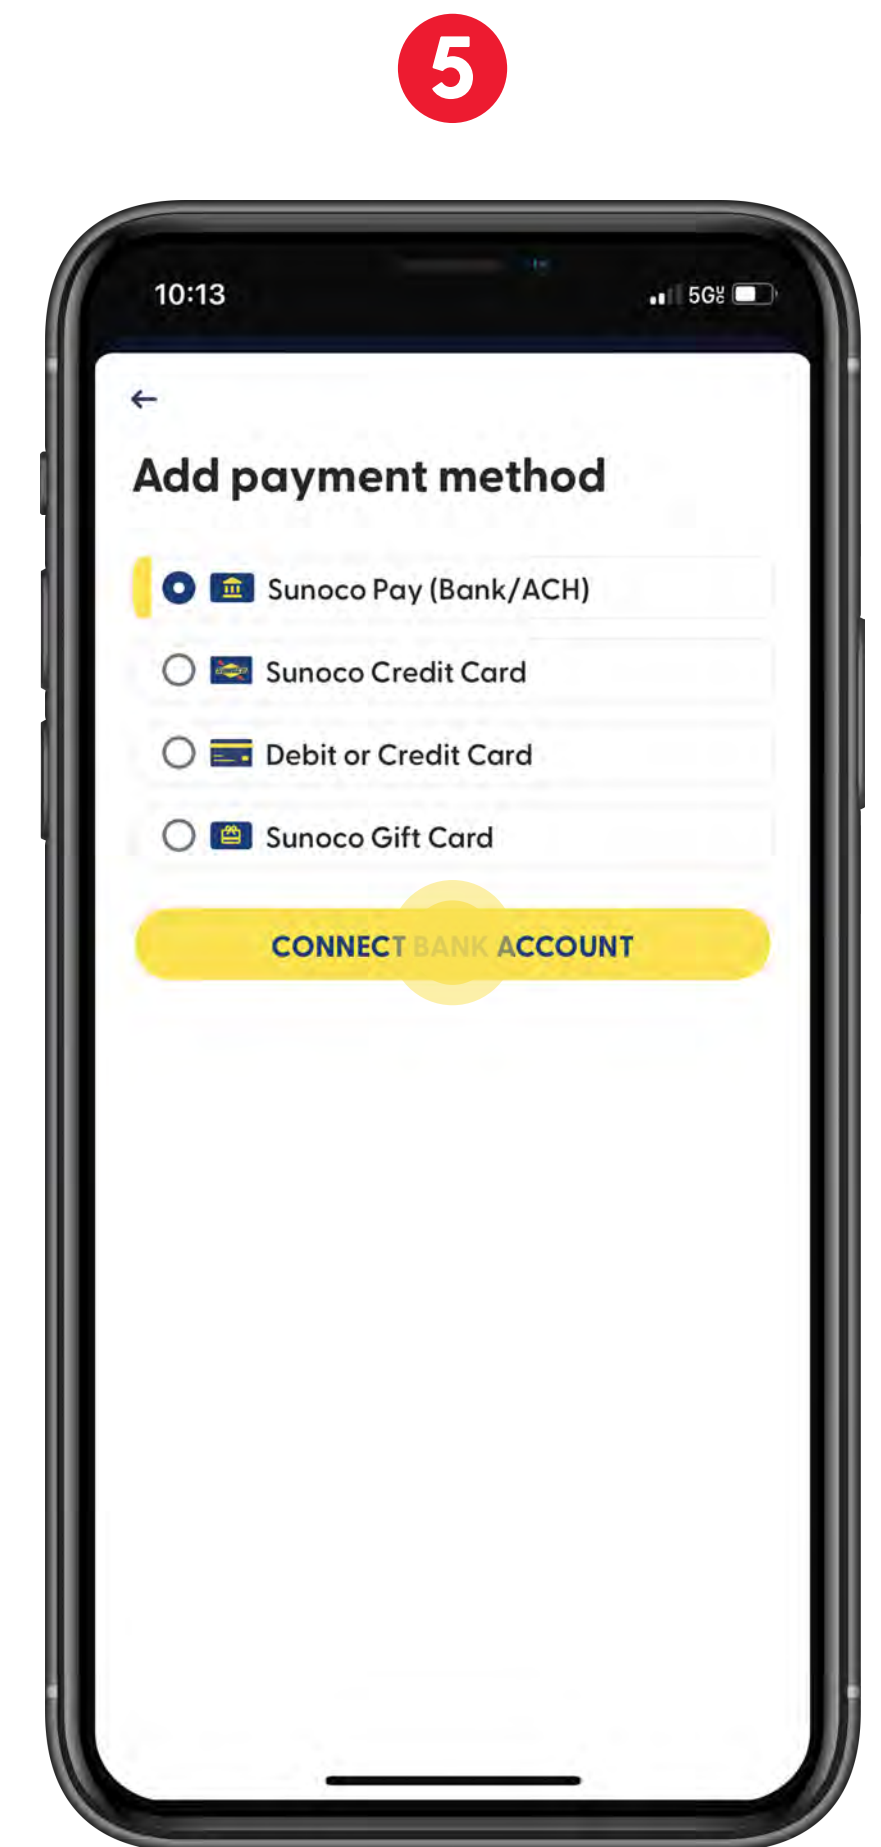 5
10:13
5G
Add payment method
Sunoco Pay (Bank/ACH)
Sunoco Credit Card
Debit or Credit Card
Sunoco Gift Card
CONNECT BANK ACCOUNT